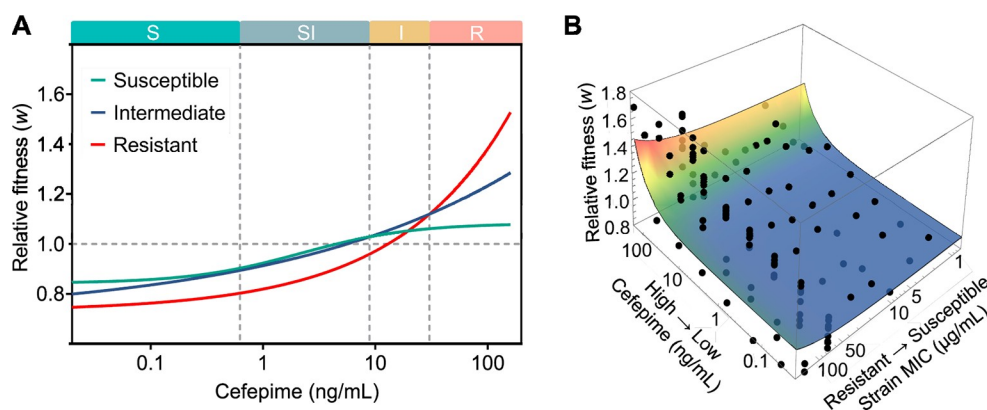 A
S SI I R
Susceptible
Intermediate
Resistant
Relative fitness (w)
1.6
1.4
1.2
1.0
0.8
0.1 1 10 100
Cefepime (ng/mL)
B
Relative fitness (w)
1.8
1.6
1.4
1.2
1.0
0.8
100
10
1
0.1
High → Low
Cefepime (ng/mL)
1
5
10
50
100
Resistant → Susceptible
Strain MIC (µg/mL)